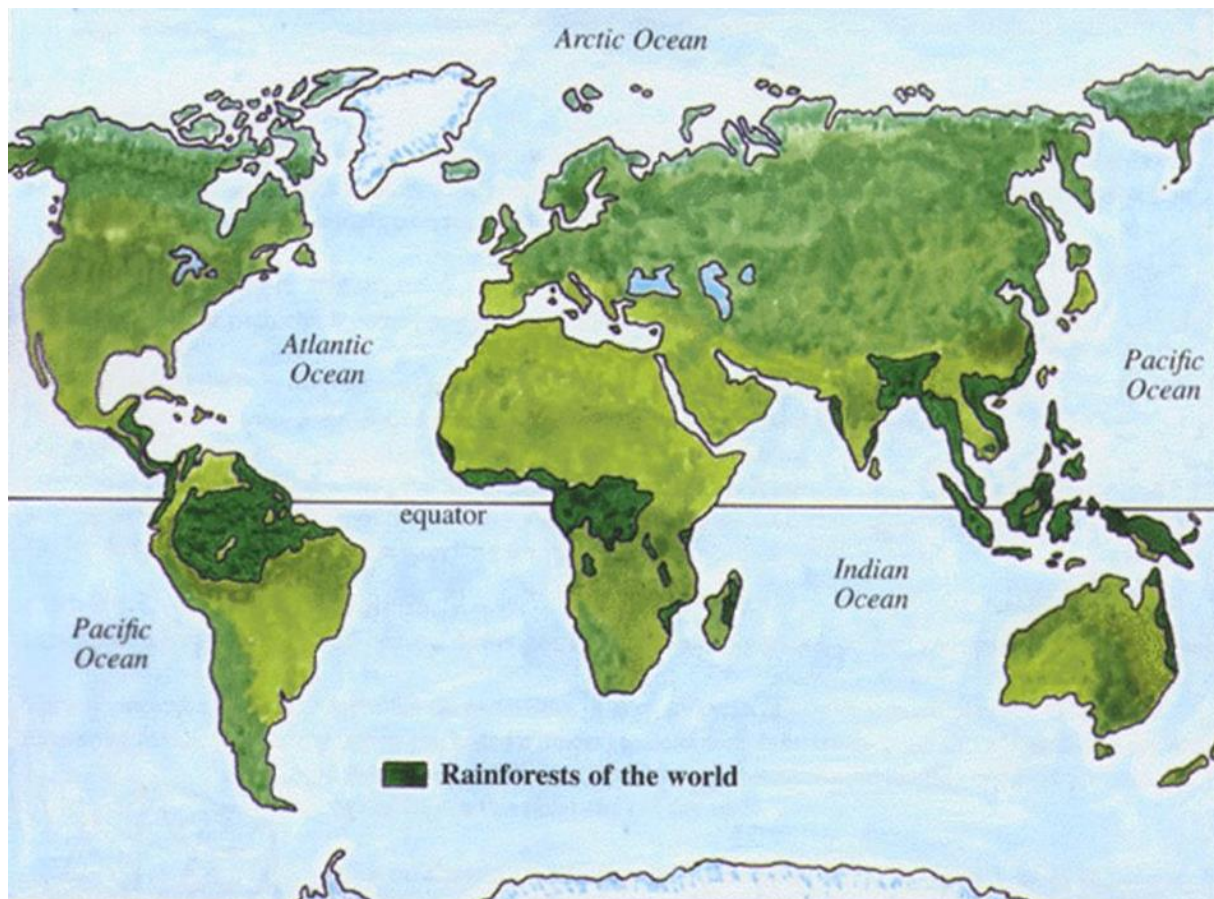 Arctic Ocean
Atlantic
Ocean
Pacific
Ocean
equator
Indian
Ocean
Pacific
Ocean
Rainforests of the world